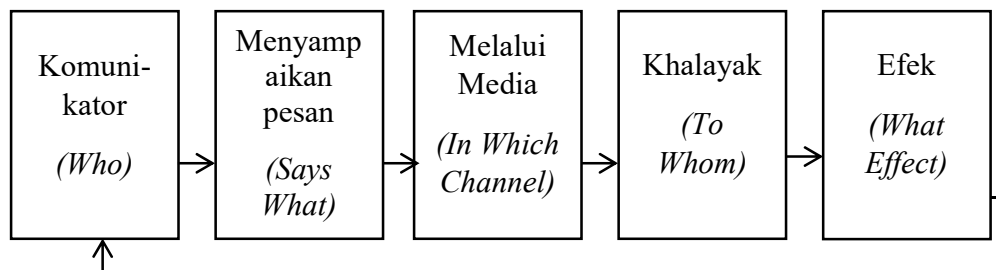 Komuni-
kator
(Who)
Menyamp
aikan
pesan
(Says
What)
Melalui
Media
(In Which
Channel)
Khalayak
(To
Whom)
Efek
(What
Effect)